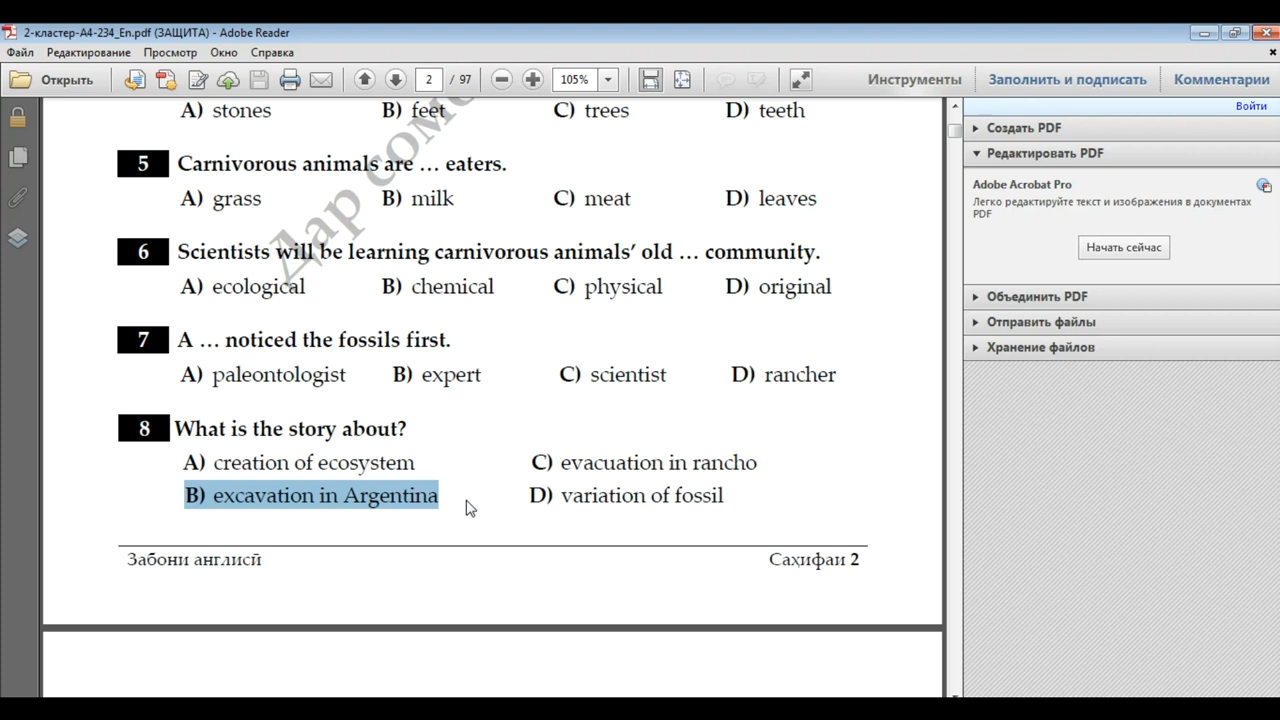 2-кластер-А4-234_En.pdf (ЗАЩИТА) - Adobe Reader
Файл Редактирование Просмотр Окно Справка
Открыть 2 / 97 105% Инструменты Заполнить и подписать Комментарии
Войти
A) stones B) feet C) trees D) teeth
5 Carnivorous animals are … eaters.
A) grass B) milk C) meat D) leaves
6 Scientists will be learning carnivorous animals’ old … community.
A) ecological B) chemical C) physical D) original
7 A … noticed the fossils first.
A) paleontologist B) expert C) scientist D) rancher
8 What is the story about?
A) creation of ecosystem C) evacuation in rancho
B) excavation in Argentina D) variation of fossil
Забони англисӣ Саҳифаи 2
Дар сомо
Создать PDF
Редактировать PDF
Adobe Acrobat Pro
Легко редактируйте текст и изображения в документах
PDF
Начать сейчас
Объединить PDF
Отправить файлы
Хранение файлов